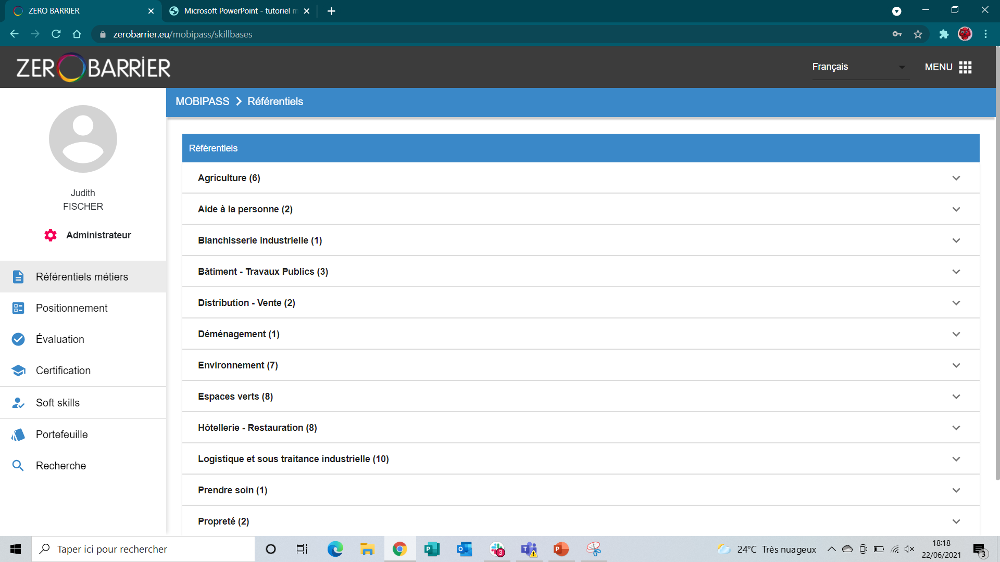 ZERO BARRIER
Microsoft PowerPoint - tutoriel m
zerobarrier.eu/mobipass/skillbases
ZEROBARRiER
Français
MENU
MOBIPASS
Référentiels
Judith
FISCHER
Administrateur
Référentiels métiers
Positionnement
Évaluation
Certification
Soft skills
Portefeuille
Recherche
Référentiels
Agriculture (6)
Aide à la personne (2)
Blanchisserie industrielle (1)
Bâtiment - Travaux Publics (3)
Distribution - Vente (2)
Déménagement (1)
Environnement (7)
Espaces verts (8)
Hôtellerie - Restauration (8)
Logistique et sous traitance industrielle (10)
Prendre soin (1)
Propreté (2)
Taper ici pour rechercher
3
24°C Très nuageux
18:18
22/06/2021
3